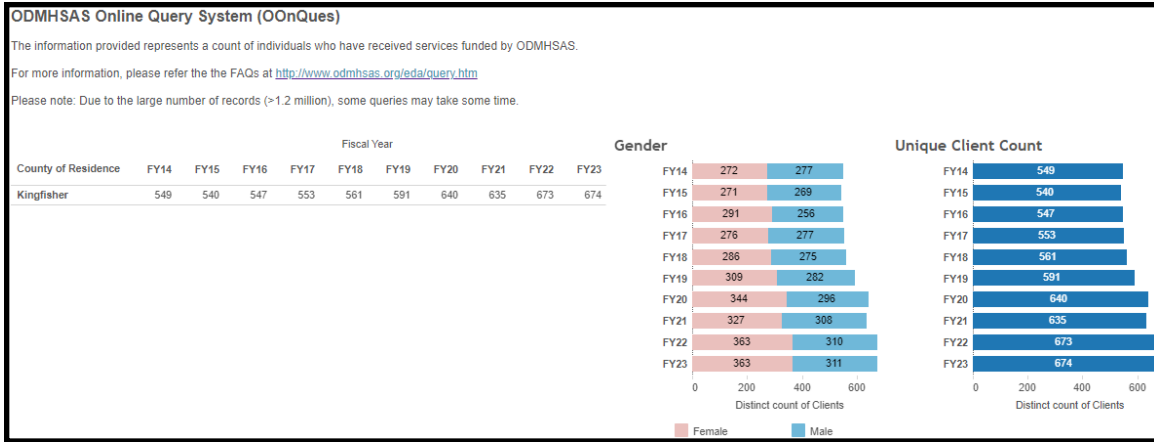 ODMHSAS Online Query System (OOnQues)
The information provided represents a count of individuals who have received services funded by ODMHSAS.
For more information, please refer the the FAQs at http://www.odmhsas.org/eda/query.htm
Please note: Due to the large number of records (>1.2 million), some queries may take some time.
Fiscal Year
County of Residence FY14 FY15 FY16 FY17 FY18 FY19 FY20 FY21 FY22 FY23
Kingfisher 549 540 547 553 561 591 640 635 673 674
Gender
FY14 272 277
FY15 271 269
FY16 291 256
FY17 276 277
FY18 286 275
FY19 309 282
FY20 344 296
FY21 327 308
FY22 363 310
FY23 363 311
0 200 400 600
Distinct count of Clients
Female Male
Unique Client Count
FY14 549
FY15 540
FY16 547
FY17 553
FY18 561
FY19 591
FY20 640
FY21 635
FY22 673
FY23 674
0 200 400 600
Distinct count of Clients